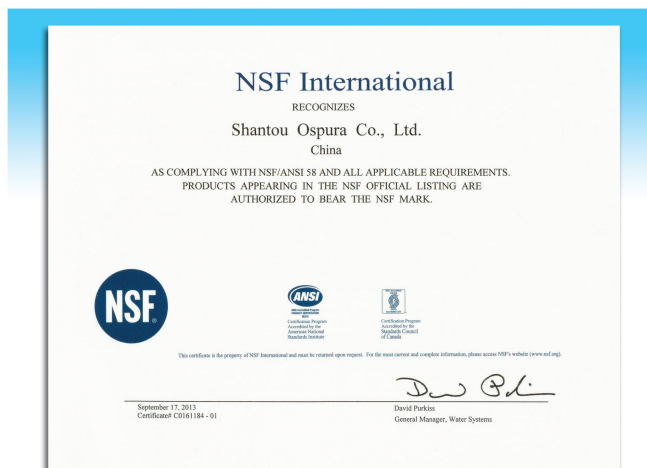 NSF International
RECOGNIZES
Shantou Ospura Co., Ltd.
China
AS COMPLYING WITH NSF/ANSI 58 AND ALL APPLICABLE REQUIREMENTS.
PRODUCTS APPEARING IN THE NSF OFFICIAL LISTING ARE
AUTHORIZED TO BEAR THE NSF MARK.
NSF®
ANSI
Certification Program
Accredited by the
American National
Standards Institute
Certification Program
Accredited by the
Standards Council
of Canada
This certificate is the property of NSF International and must be returned upon request. For the most current and complete information, please access NSF's website (www.nsf.org).
September 17, 2013
Certificate# C0161184 - 01
David Purkiss
General Manager, Water Systems